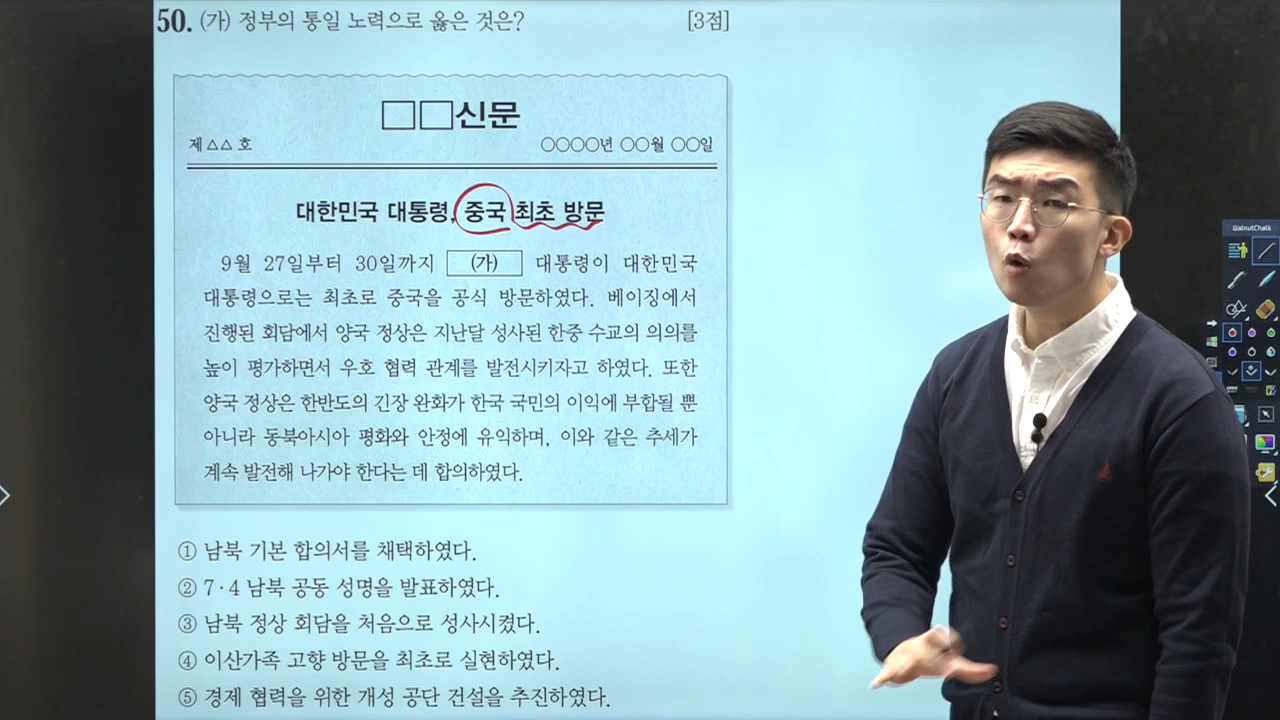 50. (가) 정부의 통일 노력으로 옳은 것은? [3점]
□□신문
제△△호 ○○○○년 ○○월 ○○일
대한민국 대통령, 중국 최초 방문
9월 27일부터 30일까지 (가) 대통령이 대한민국
대통령으로는 최초로 중국을 공식 방문하였다. 베이징에서
진행된 회담에서 양국 정상은 지난달 성사된 한중 수교의 의의를
높이 평가하면서 우호 협력 관계를 발전시키자고 하였다. 또한
양국 정상은 한반도의 긴장 완화가 한국 국민의 이익에 부합될 뿐
아니라 동북아시아 평화와 안정에 유익하며, 이와 같은 추세가
계속 발전해 나가야 한다는 데 합의하였다.
① 남북 기본 합의서를 채택하였다.
② 7·4 남북 공동 성명을 발표하였다.
③ 남북 정상 회담을 처음으로 성사시켰다.
④ 이산가족 고향 방문을 최초로 실현하였다.
⑤ 경제 협력을 위한 개성 공단 건설을 추진하였다.
WalnutChalk